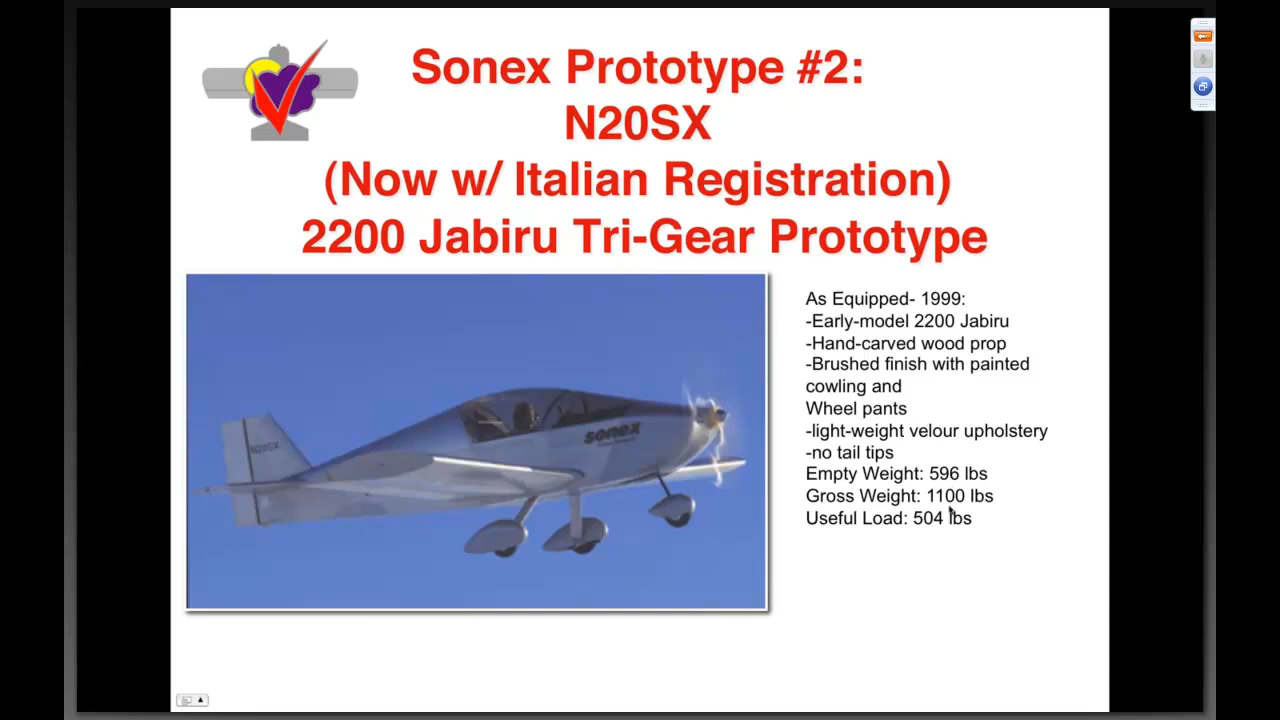 Sonex Prototype #2:
N20SX
(Now w/ Italian Registration)
2200 Jabiru Tri-Gear Prototype
As Equipped- 1999:
-Early-model 2200 Jabiru
-Hand-carved wood prop
-Brushed finish with painted
cowling and
Wheel pants
-light-weight velour upholstery
-no tail tips
Empty Weight: 596 lbs
Gross Weight: 1100 lbs
Useful Load: 504 lbs
N20SX
sonex